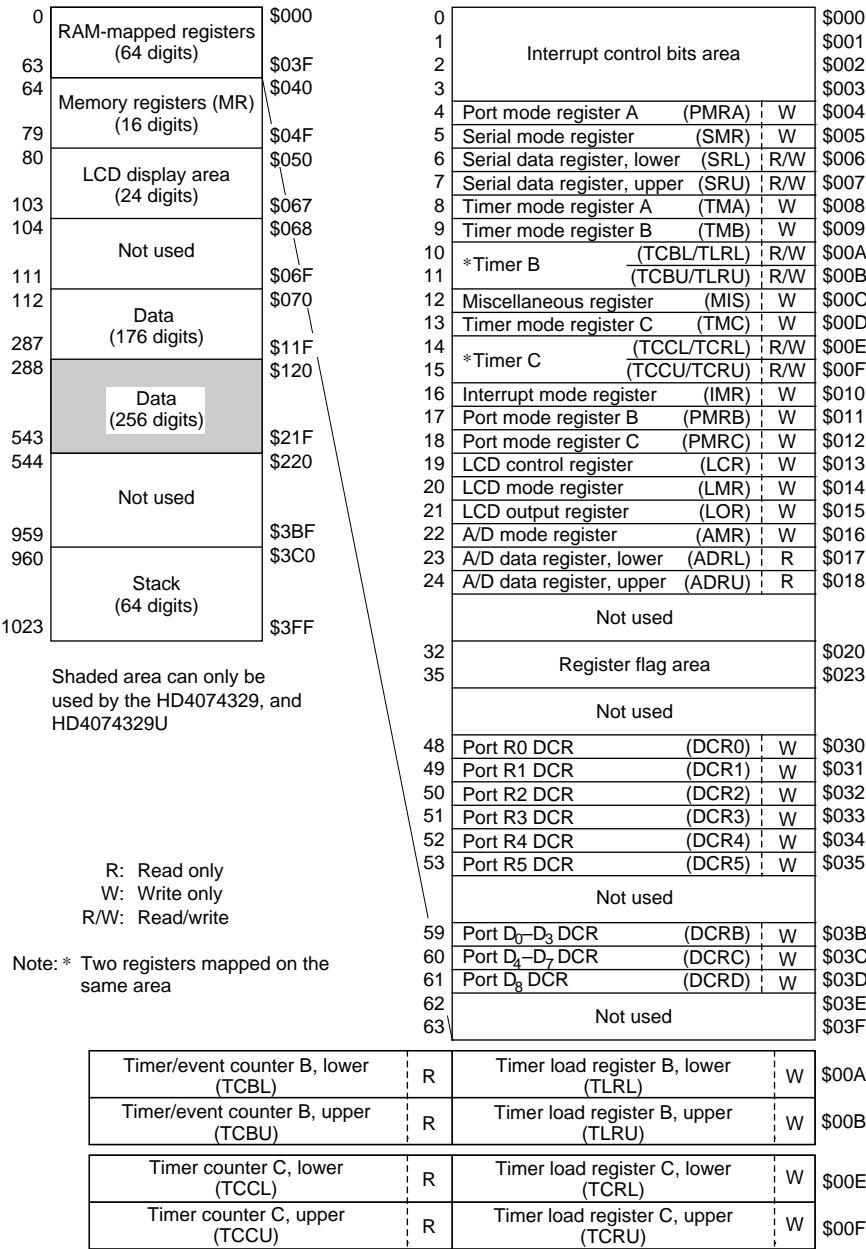 0 $000
RAM-mapped registers
(64 digits)
63 $03F
64 $040
Memory registers (MR)
(16 digits)
79 $04F
80 $050
LCD display area
(24 digits)
103 $067
104 $068
Not used
111 $06F
112 $070
Data
(176 digits)
287 $11F
288 $120
Data
(256 digits)
543 $21F
544 $220
Not used
959 $3BF
960 $3C0
Stack
(64 digits)
1023 $3FF
Shaded area can only be
used by the HD4074329, and
HD4074329U
R: Read only
W: Write only
R/W: Read/write
Note: * Two registers mapped on the
same area
0 $000
1 $001
Interrupt control bits area
2 $002
3 $003
4 Port mode register A (PMRA) W $004
5 Serial mode register (SMR) W $005
6 Serial data register, lower (SRL) R/W $006
7 Serial data register, upper (SRU) R/W $007
8 Timer mode register A (TMA) W $008
9 Timer mode register B (TMB) W $009
10 (TCBL/TLRL) R/W $00A
*Timer B
11 (TCBU/TLRU) R/W $00B
12 Miscellaneous register (MIS) W $00C
13 Timer mode register C (TMC) W $00D
14 (TCCL/TCRL) R/W $00E
*Timer C
15 (TCCU/TCRU) R/W $00F
16 Interrupt mode register (IMR) W $010
17 Port mode register B (PMRB) W $011
18 Port mode register C (PMRC) W $012
19 LCD control register (LCR) W $013
20 LCD mode register (LMR) W $014
21 LCD output register (LOR) W $015
22 A/D mode register (AMR) W $016
23 A/D data register, lower (ADRL) R $017
24 A/D data register, upper (ADRU) R $018
Not used
32 $020
Register flag area
35 $023
Not used
48 Port R0 DCR (DCR0) W $030
49 Port R1 DCR (DCR1) W $031
50 Port R2 DCR (DCR2) W $032
51 Port R3 DCR (DCR3) W $033
52 Port R4 DCR (DCR4) W $034
53 Port R5 DCR (DCR5) W $035
Not used
59 Port D0–D3 DCR (DCRB) W $03B
60 Port D4–D7 DCR (DCRC) W $03C
61 Port D8 DCR (DCRD) W $03D
62 $03E
Not used
63 $03F
Timer/event counter B, lower
(TCBL)
R
Timer load register B, lower
(TLRL)
W $00A
Timer/event counter B, upper
(TCBU)
R
Timer load register B, upper
(TLRU)
W $00B
Timer counter C, lower
(TCCL)
R
Timer load register C, lower
(TCRL)
W $00E
Timer counter C, upper
(TCCU)
R
Timer load register C, upper
(TCRU)
W $00F